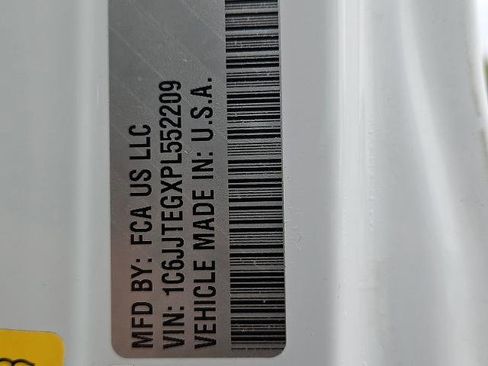 MFD BY: FCA US LLC
VIN: 1C6JJTEGXPL552209
VEHICLE MADE IN: U.S.A.